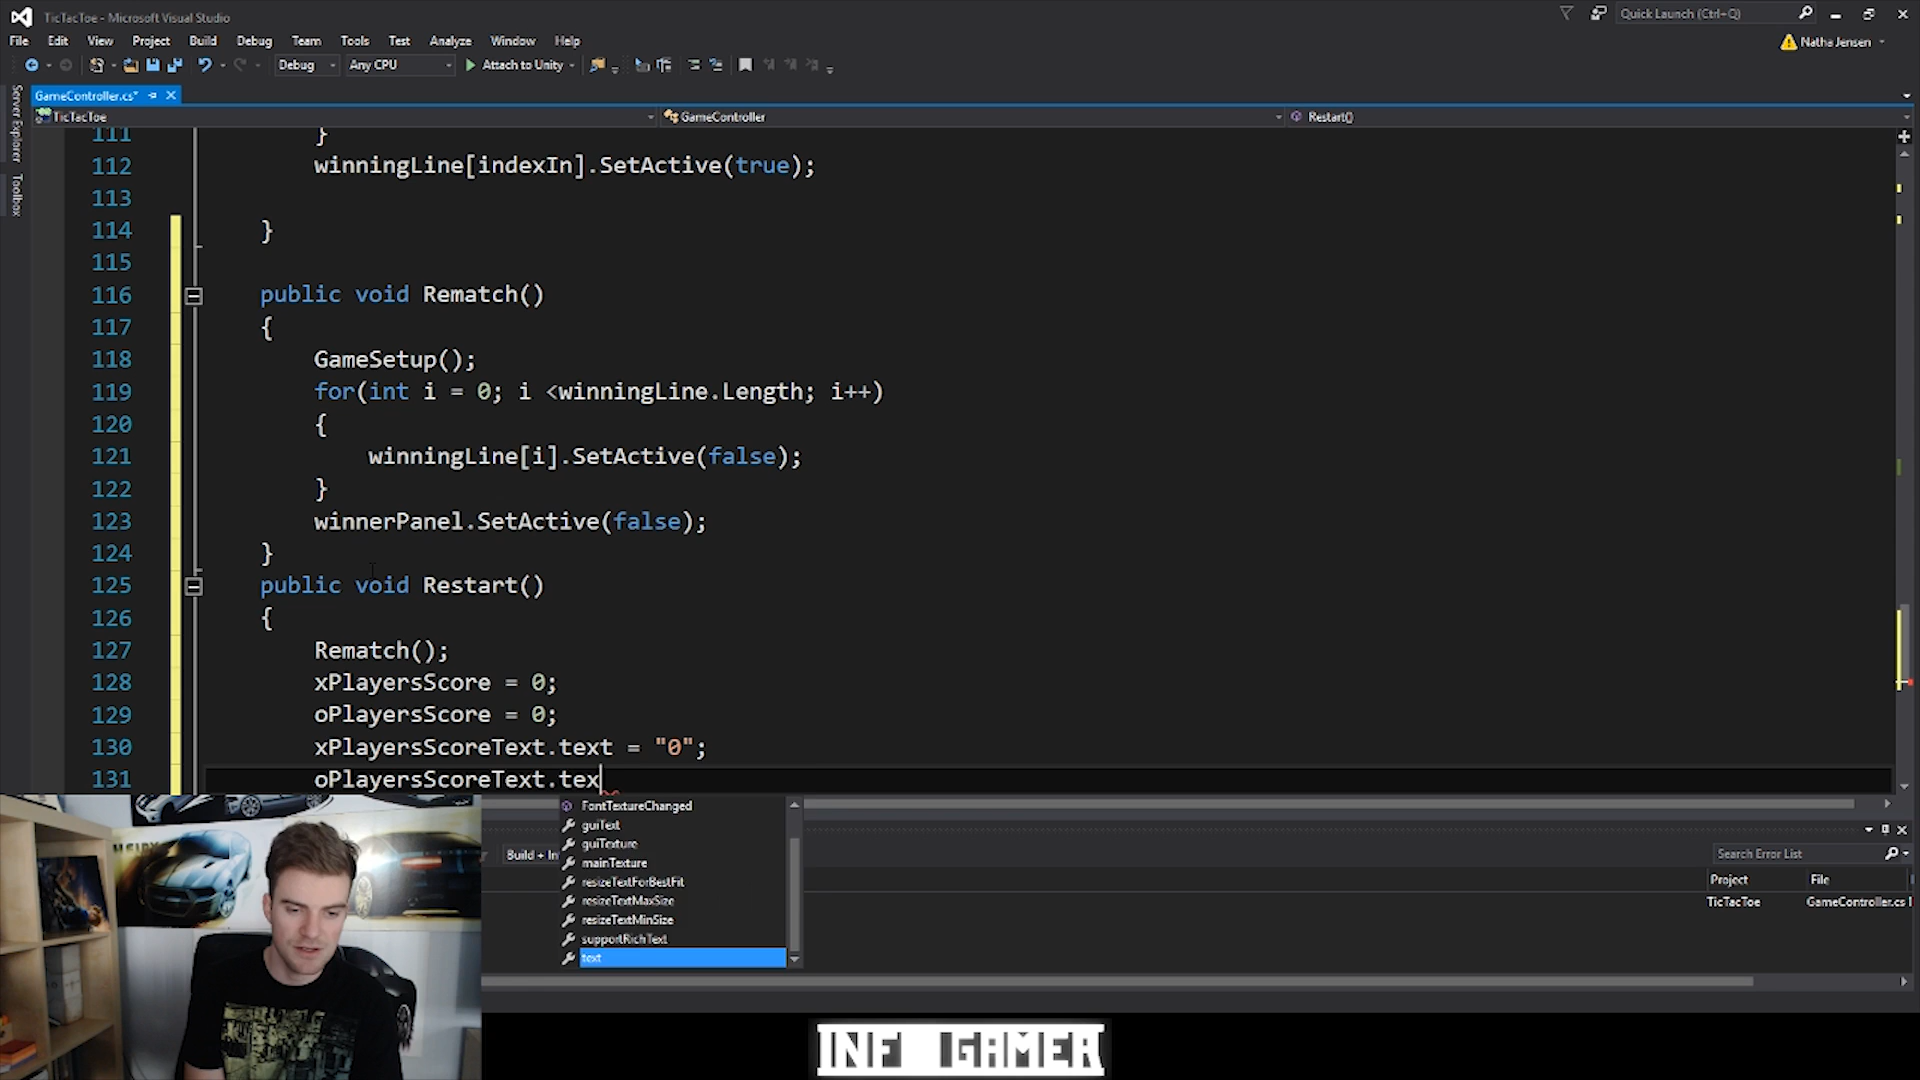 TicTacToe - Microsoft Visual Studio
Quick Launch (Ctrl+Q)
File Edit View Project Build Debug Team Tools Test Analyze Window Help
Natha Jensen
Debug Any CPU Attach to Unity
Server Explorer
Toolbox
GameController.cs*
TicTacToe GameController Restart()
111 }
112 winningLine[indexIn].SetActive(true);
113
114 }
115
116 public void Rematch()
117 {
118 GameSetup();
119 for(int i = 0; i <winningLine.Length; i++)
120 {
121 winningLine[i].SetActive(false);
122 }
123 winnerPanel.SetActive(false);
124 }
125 public void Restart()
126 {
127 Rematch();
128 xPlayersScore = 0;
129 oPlayersScore = 0;
130 xPlayersScoreText.text = "0";
131 oPlayersScoreText.tex
FontTextureChanged
guiText
guiTexture
mainTexture
resizeTextForBestFit
resizeTextMaxSize
resizeTextMinSize
supportRichText
text
Build + In
Search Error List
Project File
TicTacToe GameController.cs
INF GAMER